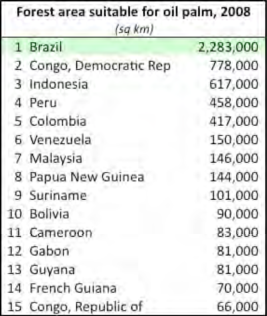 Forest area suitable for oil palm, 2008
(sq km)
1 Brazil 2,283,000
2 Congo, Democratic Rep 778,000
3 Indonesia 617,000
4 Peru 458,000
5 Colombia 417,000
6 Venezuela 150,000
7 Malaysia 146,000
8 Papua New Guinea 144,000
9 Suriname 101,000
10 Bolivia 90,000
11 Cameroon 83,000
12 Gabon 81,000
13 Guyana 81,000
14 French Guiana 70,000
15 Congo, Republic of 66,000